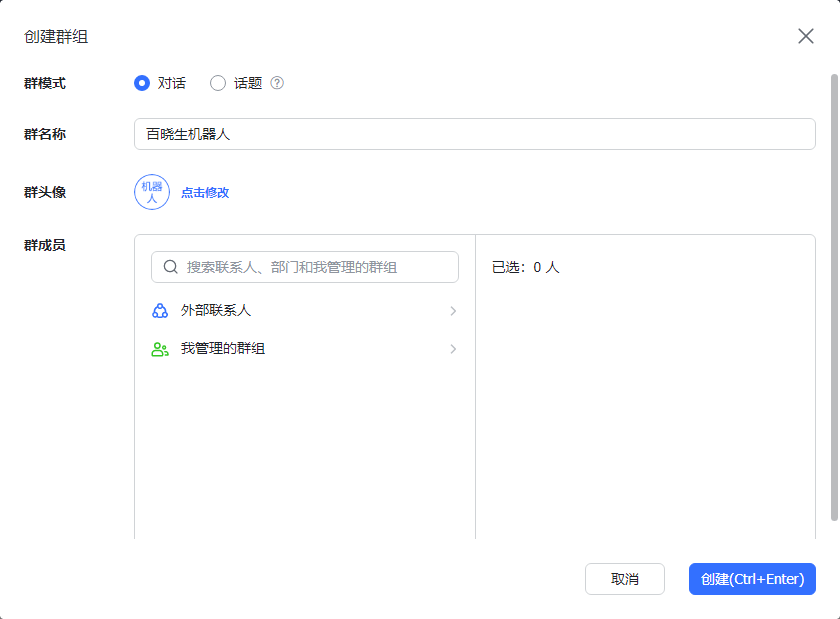 创建群组
群模式
对话
话题
?
群名称
百晓生机器人
群头像
机器
人
点击修改
群成员
搜索联系人、部门和我管理的群组
已选：0 人
外部联系人
我管理的群组
取消
创建(Ctrl+Enter)